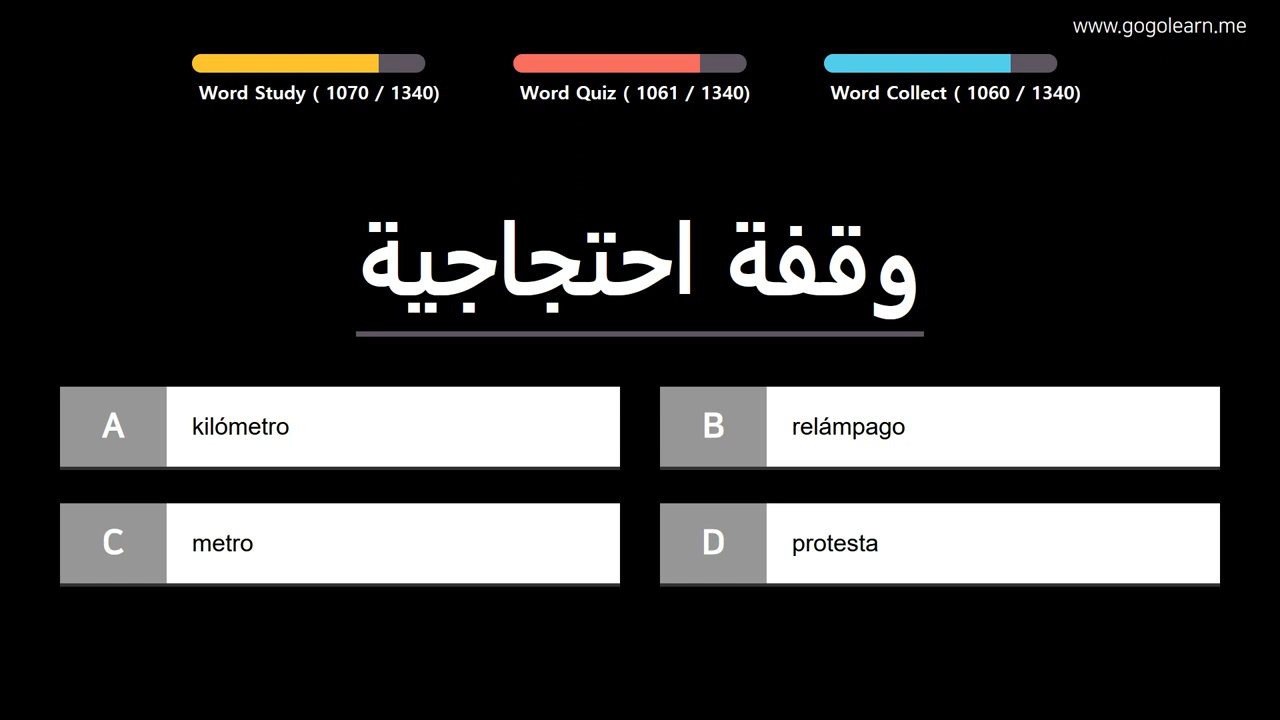 www.gogolearn.me
Word Study ( 1070 / 1340)
Word Quiz ( 1061 / 1340)
Word Collect ( 1060 / 1340)
وقفة احتجاجية
A kilómetro
B relámpago
C metro
D protesta